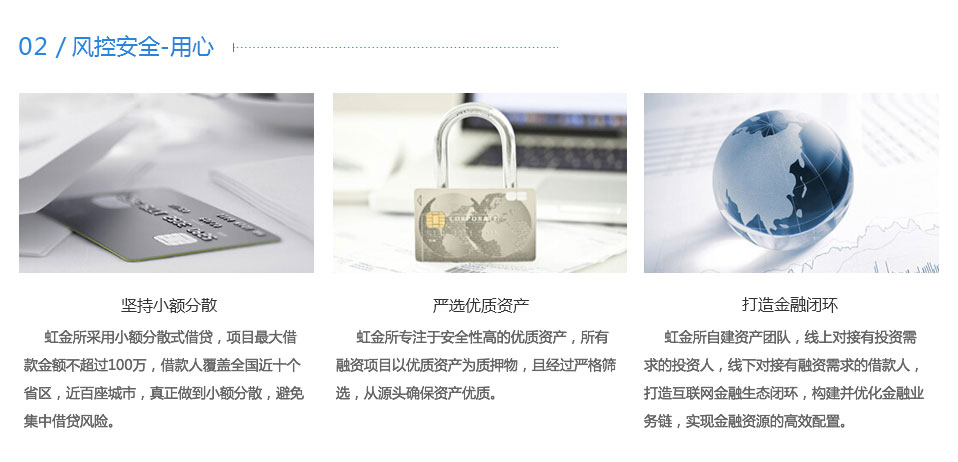 02 / 风控安全-用心
CORPORATE
坚持小额分散
虹金所采用小额分散式借贷，项目最大借
款金额不超过100万，借款人覆盖全国近十个
省区，近百座城市，真正做到小额分散，避免
集中借贷风险。
严选优质资产
虹金所专注于安全性高的优质资产，所有
融资项目以优质资产为质押物，且经过严格筛
选，从源头确保资产优质。
打造金融闭环
虹金所自建资产团队，线上对接有投资需
求的投资人，线下对接有融资需求的借款人，
打造互联网金融生态闭环，构建并优化金融业
务链，实现金融资源的高效配置。